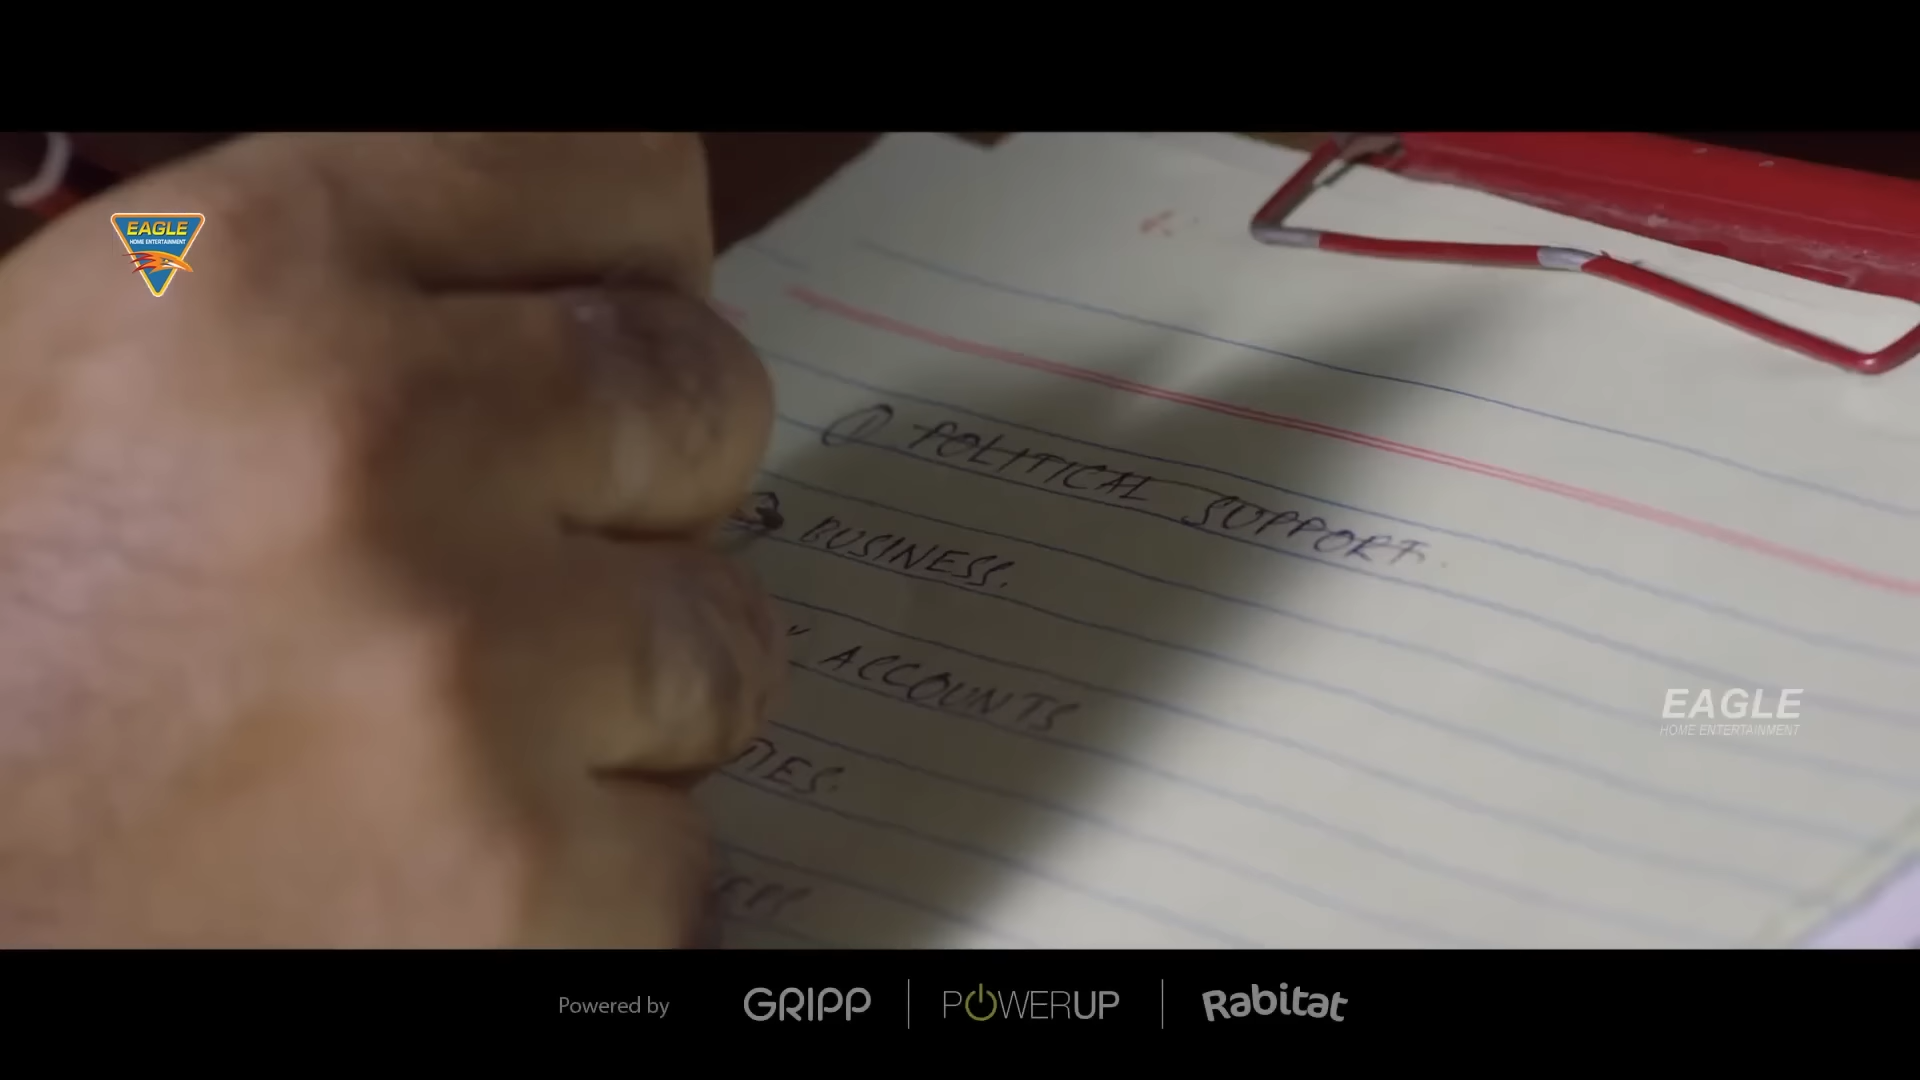 EAGLE
HOME ENTERTAINMENT
① POLITICAL SUPPORT.
BUSINESS.
" ACCOUNTS
EAGLE
HOME ENTERTAINMENT
Powered by GRIPP POWERUP Rabitat